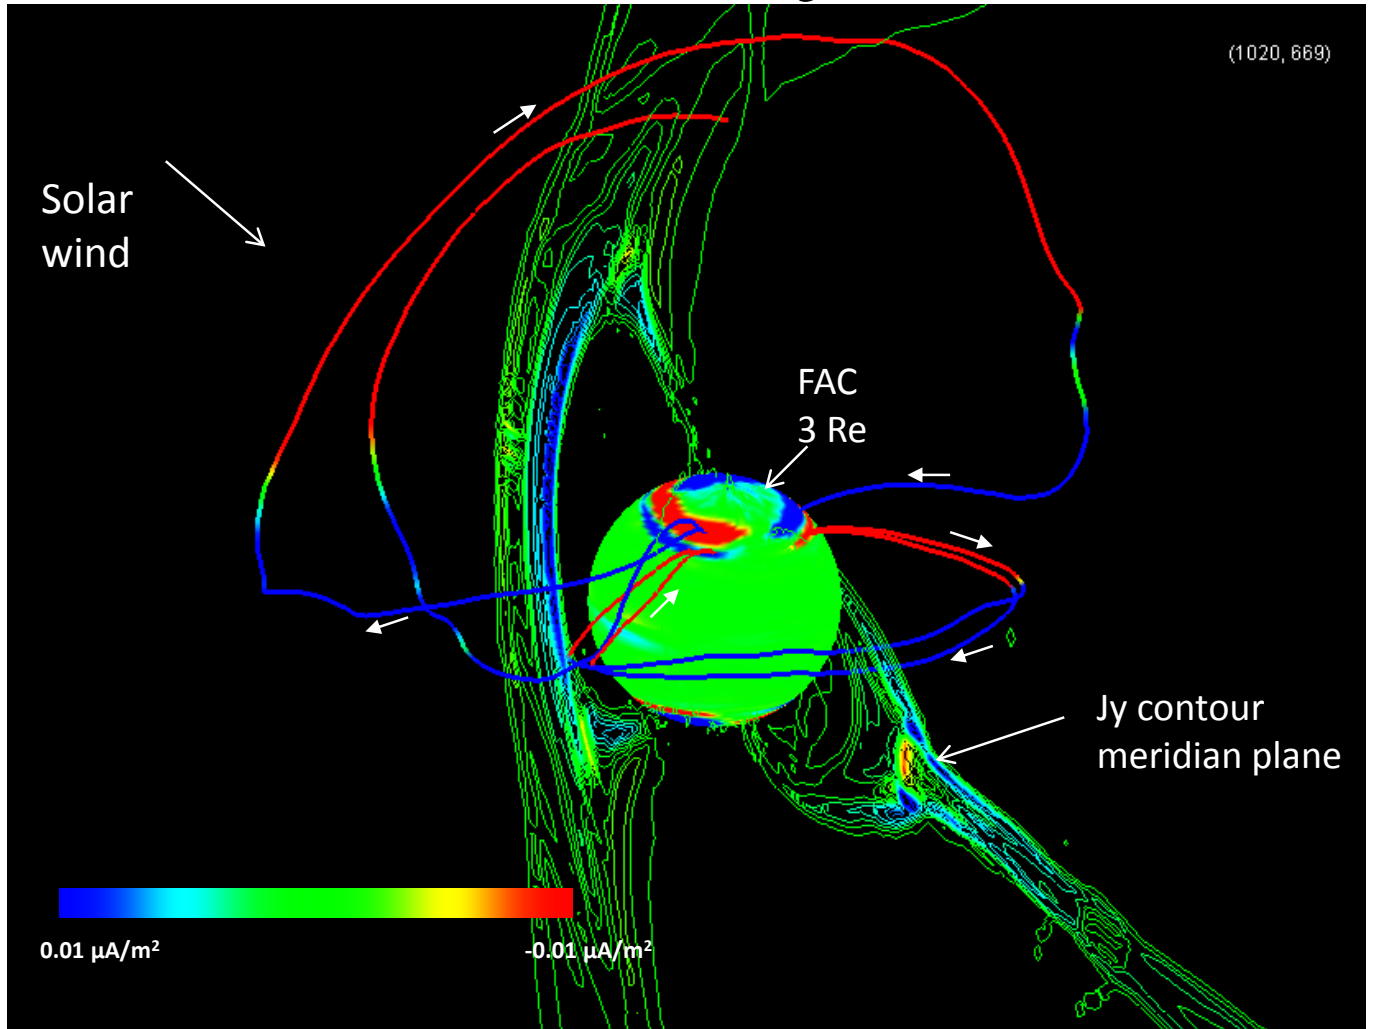 (1020, 669)
Solar
wind
FAC
3 Re
Jy contour
meridian plane
0.01 µA/m²
-0.01 µA/m²